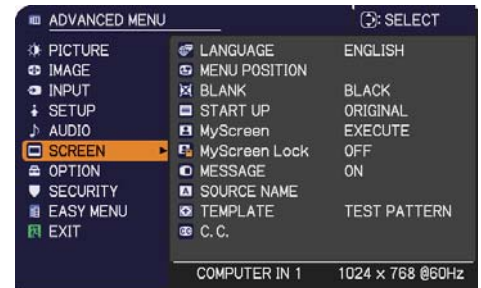 ADVANCED MENU : SELECT
PICTURE
IMAGE
INPUT
SETUP
AUDIO
SCREEN
OPTION
SECURITY
EASY MENU
EXIT
LANGUAGE ENGLISH
MENU POSITION
BLANK BLACK
START UP ORIGINAL
MyScreen EXECUTE
MyScreen Lock OFF
MESSAGE ON
SOURCE NAME
TEMPLATE TEST PATTERN
C.C.
COMPUTER IN 1 1024 x 768 @60Hz